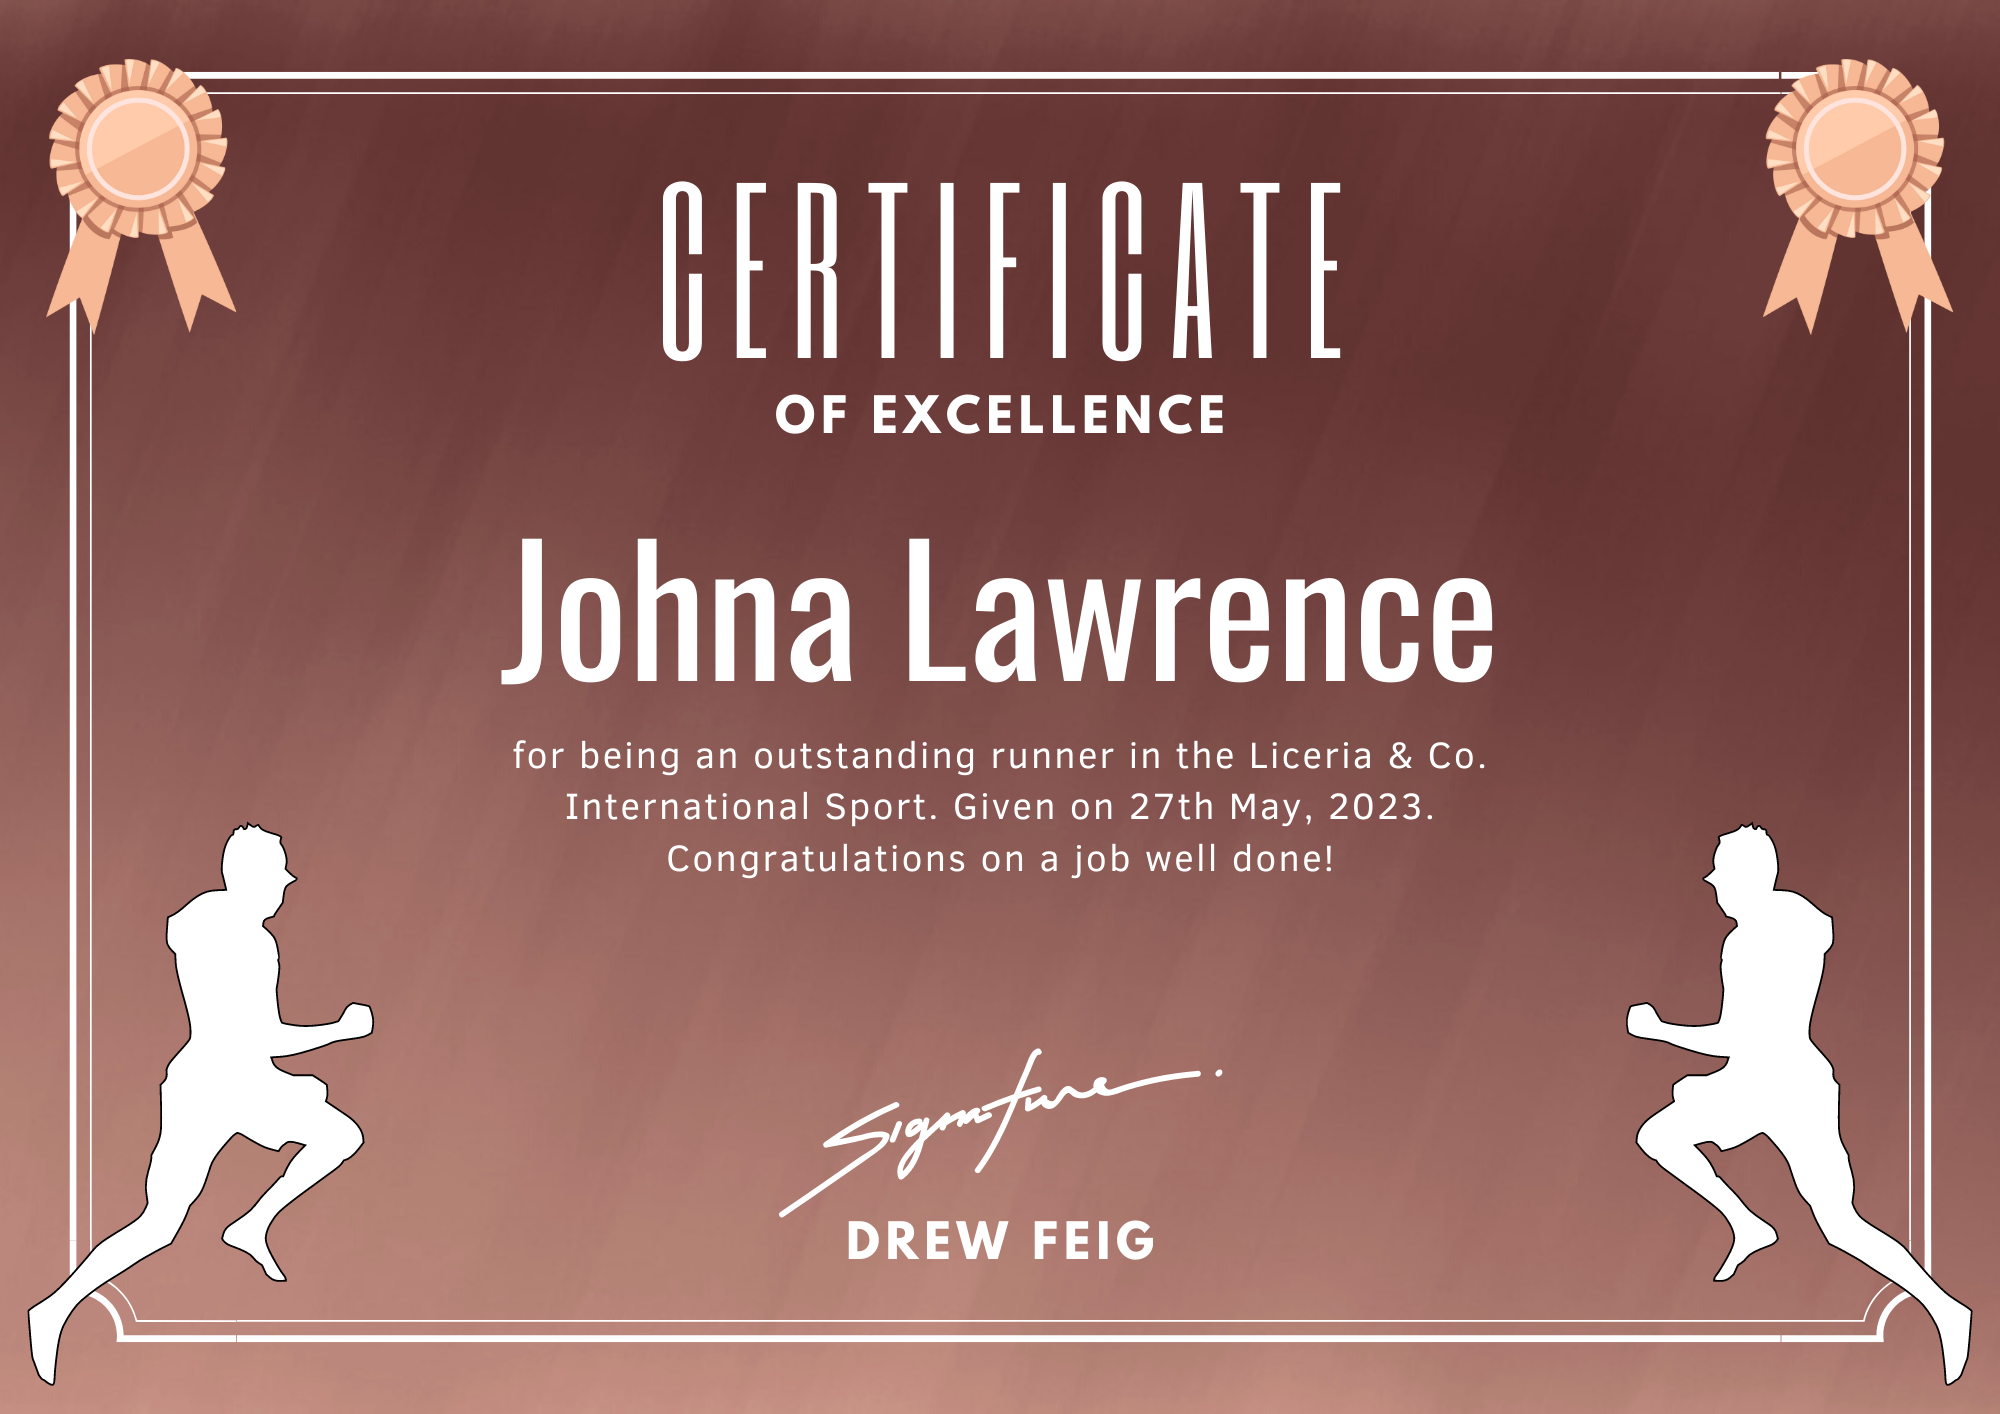 CERTIFICATE
OF EXCELLENCE
Johna Lawrence
for being an outstanding runner in the Liceria & Co.
International Sport. Given on 27th May, 2023.
Congratulations on a job well done!
Signature.
DREW FEIG